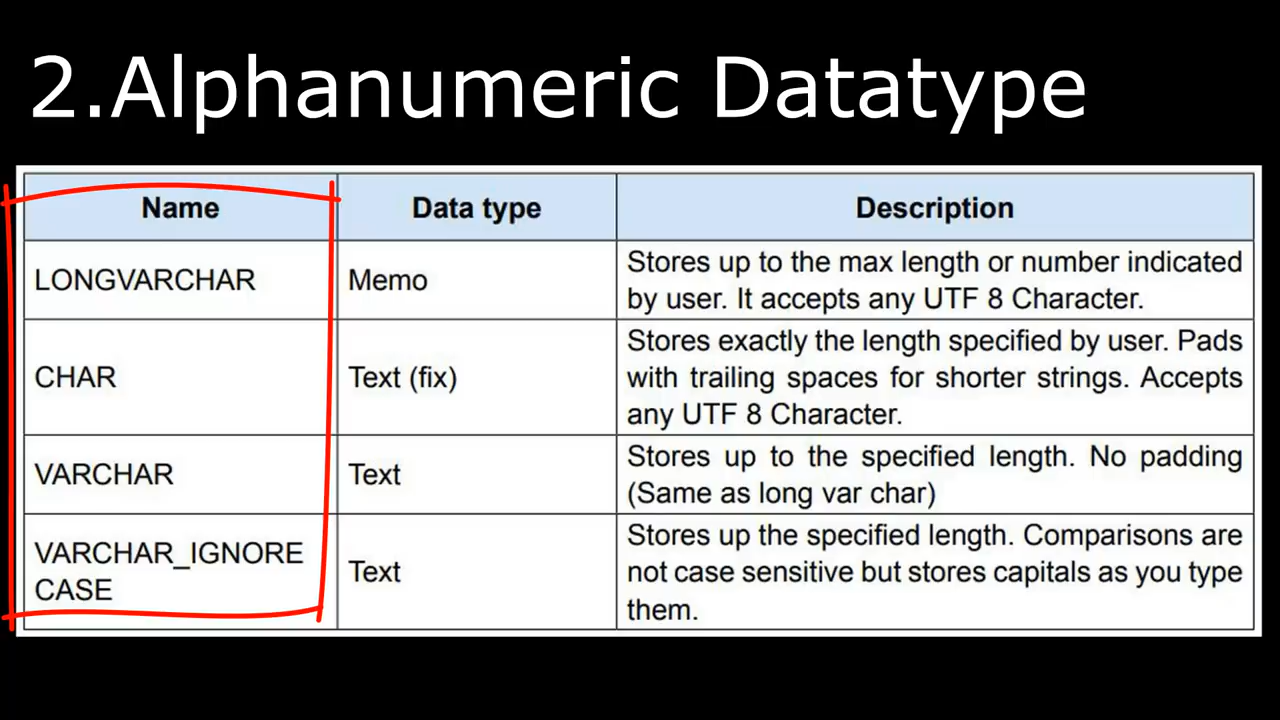 2.Alphanumeric Datatype
Name
Data type
Description
LONGVARCHAR
Memo
Stores up to the max length or number indicated
by user. It accepts any UTF 8 Character.
CHAR
Text (fix)
Stores exactly the length specified by user. Pads
with trailing spaces for shorter strings. Accepts
any UTF 8 Character.
VARCHAR
Text
Stores up to the specified length. No padding
(Same as long var char)
VARCHAR_IGNORE
CASE
Text
Stores up the specified length. Comparisons are
not case sensitive but stores capitals as you type
them.